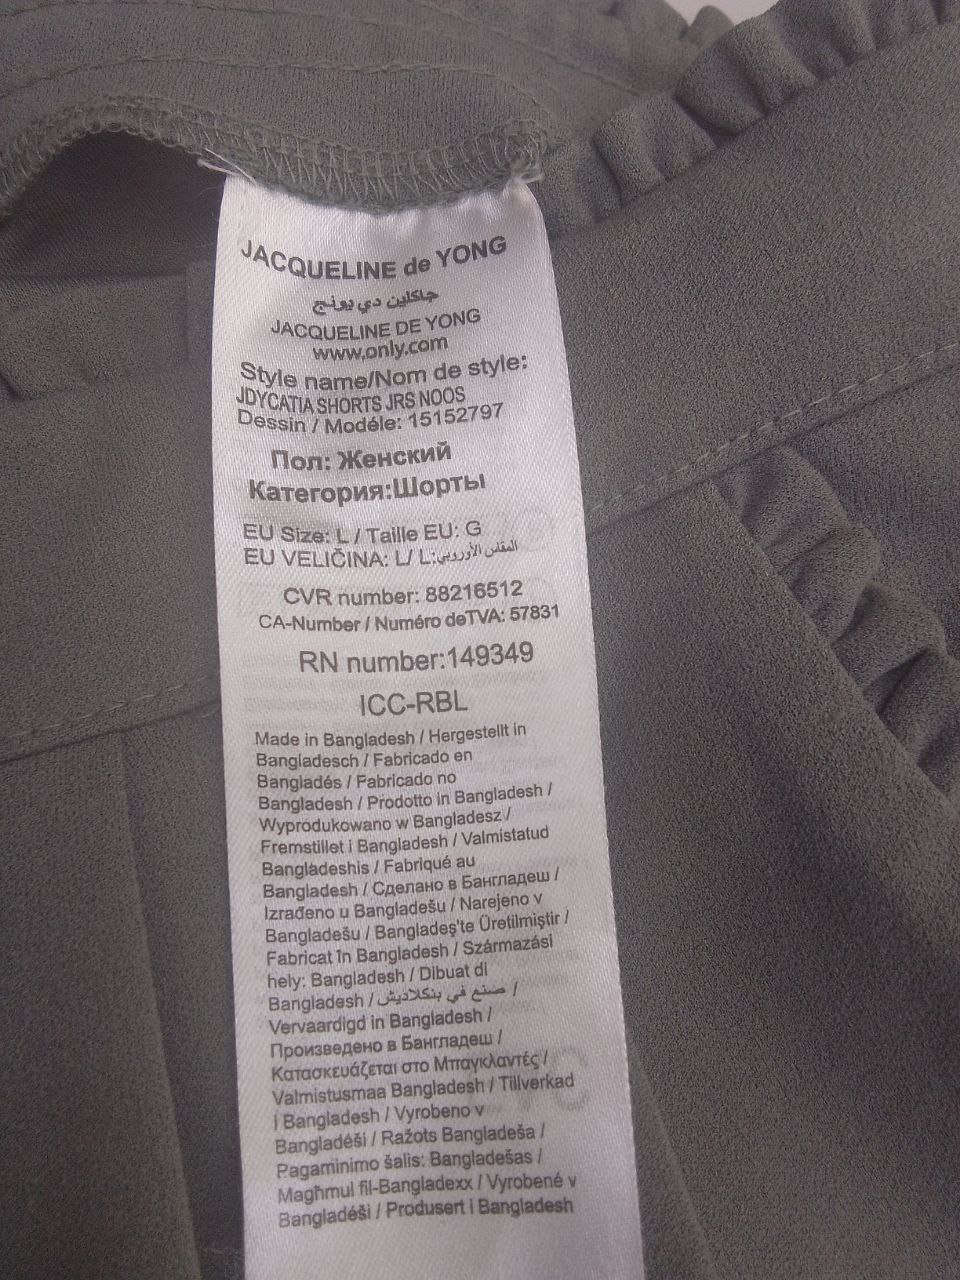 JACQUELINE de YONG
جاكلين دي يونج
JACQUELINE DE YONG
www.only.com
Style name/Nom de style:
JDYCATIA SHORTS JRS NOOS
Dessin / Modéle: 15152797
Пол: Женский
Категория:Шорты
EU Size: L / Taille EU: G
EU VELIČINA: L/ L:المقاس الأوروبي
CVR number: 88216512
CA-Number / Numéro deTVA: 57831
RN number:149349
ICC-RBL
Made in Bangladesh / Hergestellt in
Bangladesch / Fabricado en
Bangladés / Fabricado no
Bangladesh / Prodotto in Bangladesh /
Wyprodukowano w Bangladesz /
Fremstillet i Bangladesh / Valmistatud
Bangladeshis / Fabriqué au
Bangladesh / Сделано в Бангладеш /
Izrađeno u Bangladešu / Narejeno v
Bangladešu / Bangladeş'te Üretilmiştir /
Fabricat în Bangladesh / Származási
hely: Bangladesh / Dibuat di
Bangladesh / صنع في بنكلاديش /
Vervaardigd in Bangladesh /
Произведено в Бангладеш /
Κατασκευάζεται στο Μπαγκλαντές /
Valmistusmaa Bangladesh / Tillverkad
i Bangladesh / Vyrobeno v
Bangladéši / Ražots Bangladeša /
Pagaminimo šalis: Bangladešas /
Magħmul fil-Bangladexx / Vyrobené v
Bangladéši / Produsert i Bangladesh